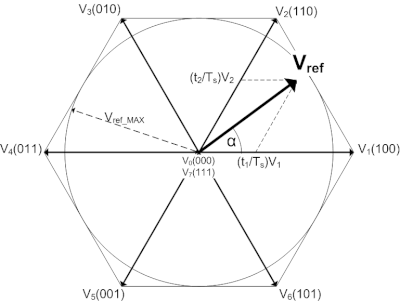 V3(010)
V2(110)
Vref
(t2/Ts)V2
Vref_MAX
α
V4(011)
V0(000)
V7(111)
(t1/Ts)V1
V1(100)
V5(001)
V6(101)